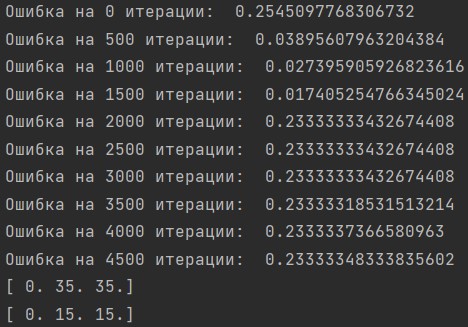 Ошибка на 0 итерации:  0.2545097768306732
Ошибка на 500 итерации:  0.03895607963204384
Ошибка на 1000 итерации:  0.027395905926823616
Ошибка на 1500 итерации:  0.017405254766345024
Ошибка на 2000 итерации:  0.23333333432674408
Ошибка на 2500 итерации:  0.23333333432674408
Ошибка на 3000 итерации:  0.23333333432674408
Ошибка на 3500 итерации:  0.23333318531513214
Ошибка на 4000 итерации:  0.2333337366580963
Ошибка на 4500 итерации:  0.23333348333835602
[ 0. 35. 35.]
[ 0. 15. 15.]